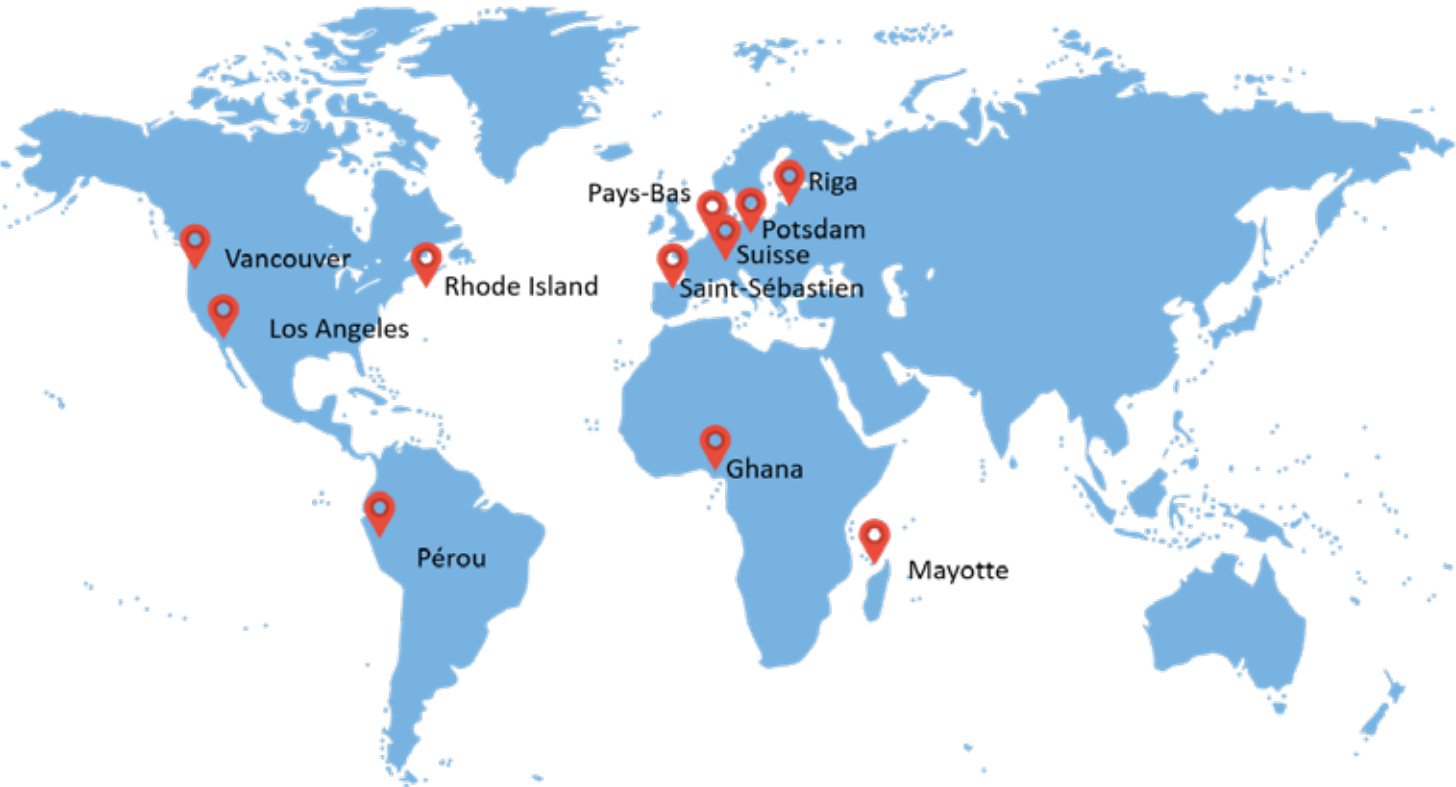 Riga
Pays-Bas
Potsdam
Suisse
Vancouver
Rhode Island
Saint-Sébastien
Los Angeles
Ghana
Pérou
Mayotte